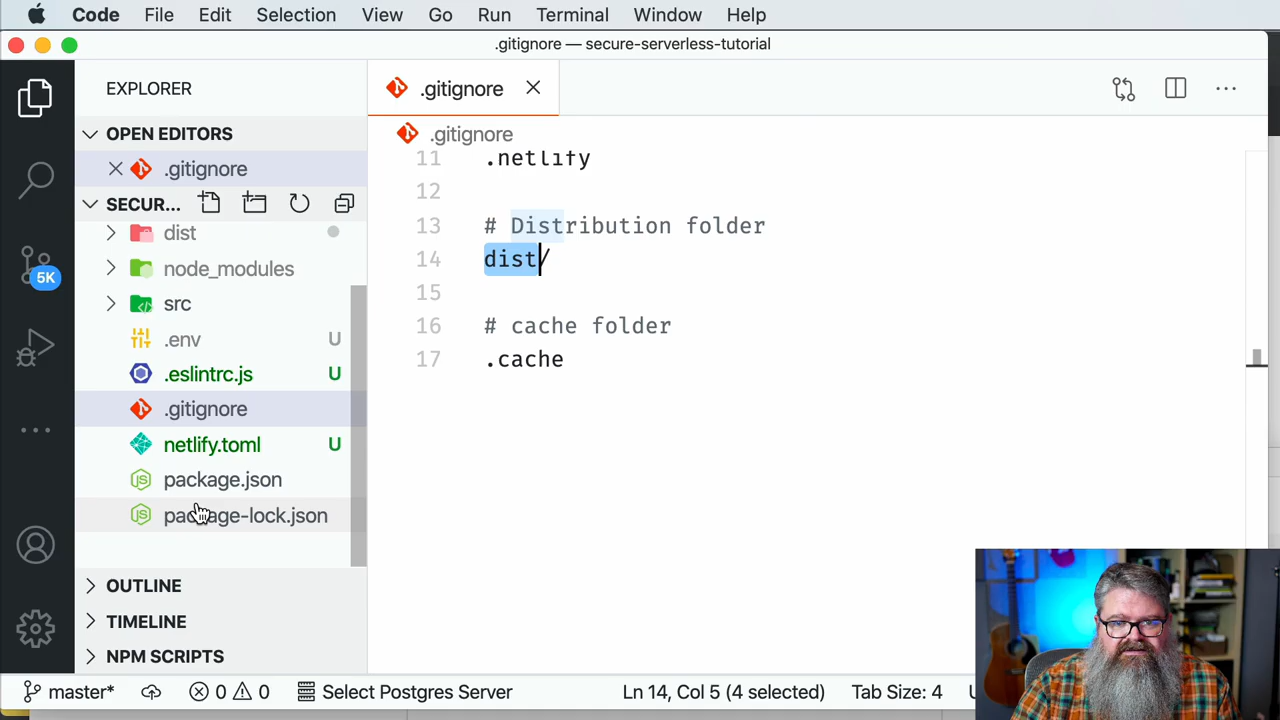 Code File Edit Selection View Go Run Terminal Window Help
.gitignore — secure-serverless-tutorial
EXPLORER
.gitignore
OPEN EDITORS
.gitignore
.gitignore
11 .netlify
SECUR...
12
dist
13 # Distribution folder
node_modules
14 dist/
5K
src
15
.env U
16 # cache folder
.eslintrc.js U
17 .cache
.gitignore
netlify.toml U
package.json
package-lock.json
OUTLINE
TIMELINE
NPM SCRIPTS
master* 0 0 Select Postgres Server Ln 14, Col 5 (4 selected) Tab Size: 4